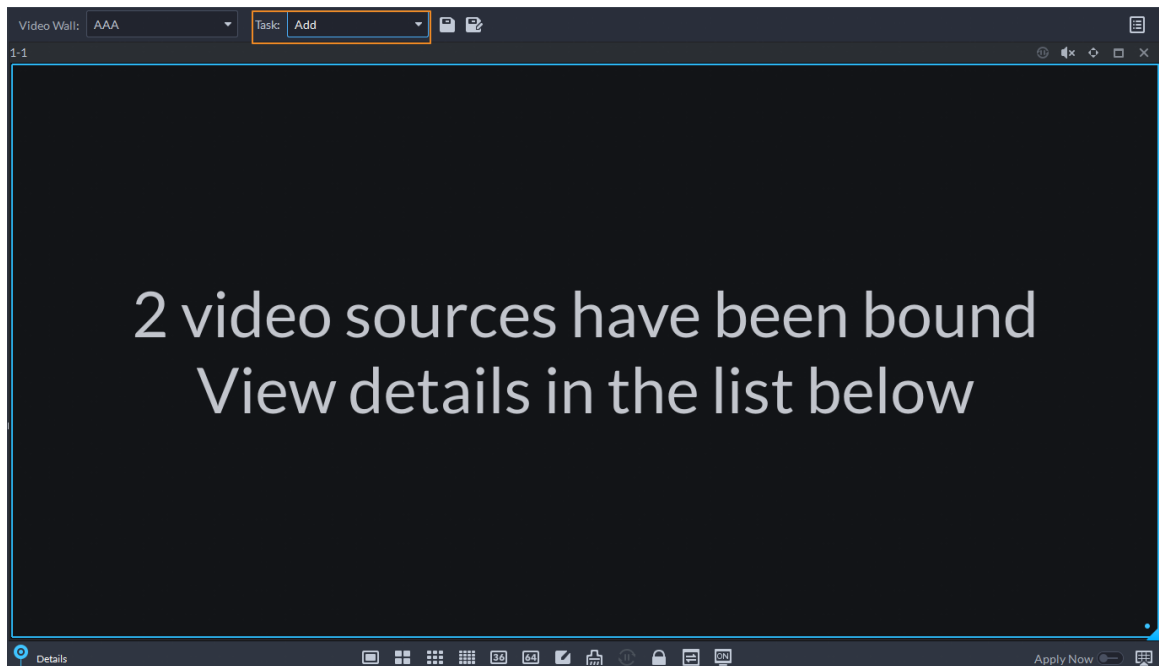 Video Wall: AAA Task: Add
1-1
2 video sources have been bound
View details in the list below
Details 36 64 ON Apply Now